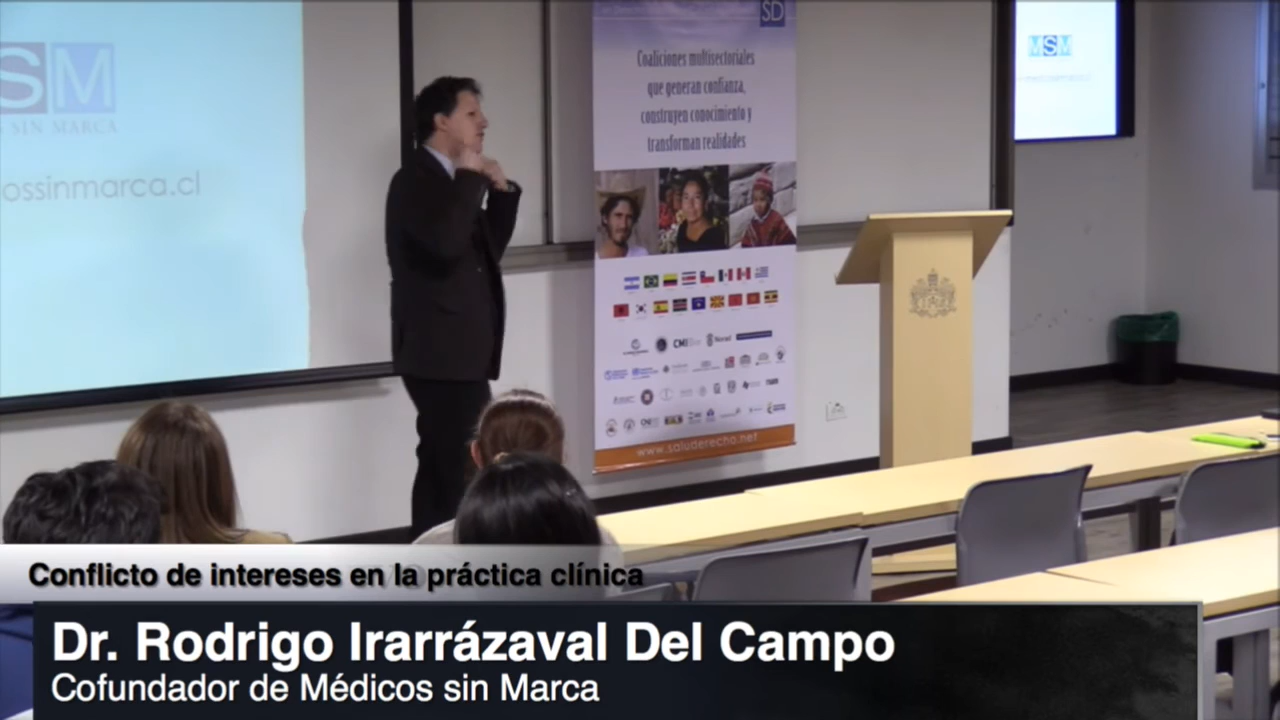 SM
SIN MARCA
ossinmarca.cl
SD
Coaliciones multisectoriales
que generan confianza,
construyen conocimiento y
transforman realidades
www.saluderecho.net
MSM
Conflicto de intereses en la práctica clínica
Dr. Rodrigo Irarrázaval Del Campo
Cofundador de Médicos sin Marca